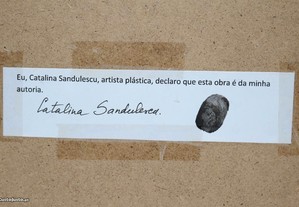 Eu, Catalina Sandulescu, artista plástica, declaro que esta obra é da minha
autoria.
Catalina Sandulescu.